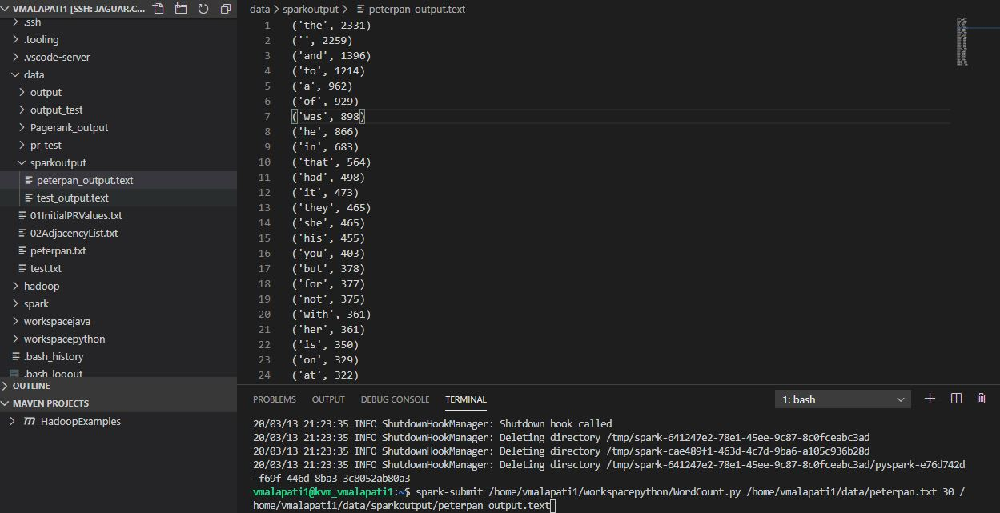 VMALAPATI1 [SSH: JAGUAR.C...
.ssh
.tooling
.vscode-server
data
output
output_test
Pagerank_output
pr_test
sparkoutput
peterpan_output.text
test_output.text
01InitialPRValues.txt
02AdjacencyList.txt
peterpan.txt
test.txt
hadoop
spark
workspacejava
workspacepython
.bash_history
.bash_logout
OUTLINE
MAVEN PROJECTS
HadoopExamples
data > sparkoutput > peterpan_output.text
1 ('the', 2331)
2 ('', 2259)
3 ('and', 1396)
4 ('to', 1214)
5 ('a', 962)
6 ('of', 929)
7 ('was', 898)
8 ('he', 866)
9 ('in', 683)
10 ('that', 564)
11 ('had', 498)
12 ('it', 473)
13 ('they', 465)
14 ('she', 465)
15 ('his', 455)
16 ('you', 403)
17 ('but', 378)
18 ('for', 377)
19 ('not', 375)
20 ('with', 361)
21 ('her', 361)
22 ('is', 350)
23 ('on', 329)
24 ('at', 322)
PROBLEMS OUTPUT DEBUG CONSOLE TERMINAL 1: bash
20/03/13 21:23:35 INFO ShutdownHookManager: Shutdown hook called
20/03/13 21:23:35 INFO ShutdownHookManager: Deleting directory /tmp/spark-641247e2-78e1-45ee-9c87-8c0fceabc3ad
20/03/13 21:23:35 INFO ShutdownHookManager: Deleting directory /tmp/spark-cae489f1-463d-4c7d-9ba6-a105c936b28d
20/03/13 21:23:35 INFO ShutdownHookManager: Deleting directory /tmp/spark-641247e2-78e1-45ee-9c87-8c0fceabc3ad/pyspark-e76d742d
-f69f-446d-8ba3-3c8052ab80a3
vmalapati1@kvm_vmalapati1:~$ spark-submit /home/vmalapati1/workspacepython/WordCount.py /home/vmalapati1/data/peterpan.txt 30 /
home/vmalapati1/data/sparkoutput/peterpan_output.text